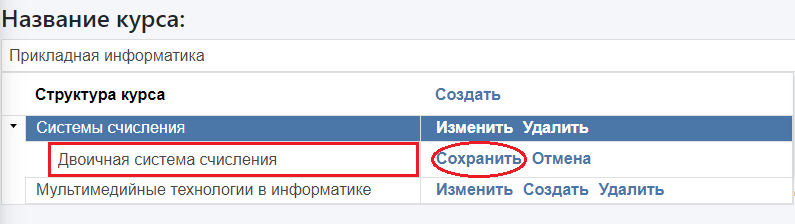 Название курса:
Прикладная информатика
Структура курса Создать
Системы счисления Изменить Удалить
Двоичная система счисления Сохранить Отмена
Мультимедийные технологии в информатике Изменить Создать Удалить